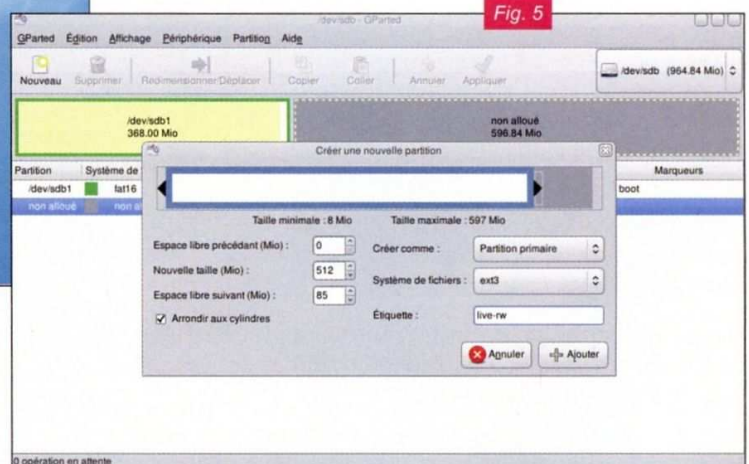 Fig. 5
/dev/sdb - GParted
GParted Édition Affichage Périphérique Partition Aide
Nouveau Supprimer Redimensionner/Déplacer Copier Coller Annuler Appliquer
/dev/sdb (964.84 Mio)
/dev/sdb1
368.00 Mio
non alloué
596.84 Mio
Créer une nouvelle partition
Partition Système de Marqueurs
/dev/sdb1 fat16 boot
non alloué non al
Taille minimale : 8 Mio Taille maximale : 597 Mio
Espace libre précédant (Mio) : 0 Créer comme : Partition primaire
Nouvelle taille (Mio) : 512 Système de fichiers : ext3
Espace libre suivant (Mio) : 85
Arrondir aux cylindres Étiquette : live-rw
Annuler Ajouter
0 opération en attente